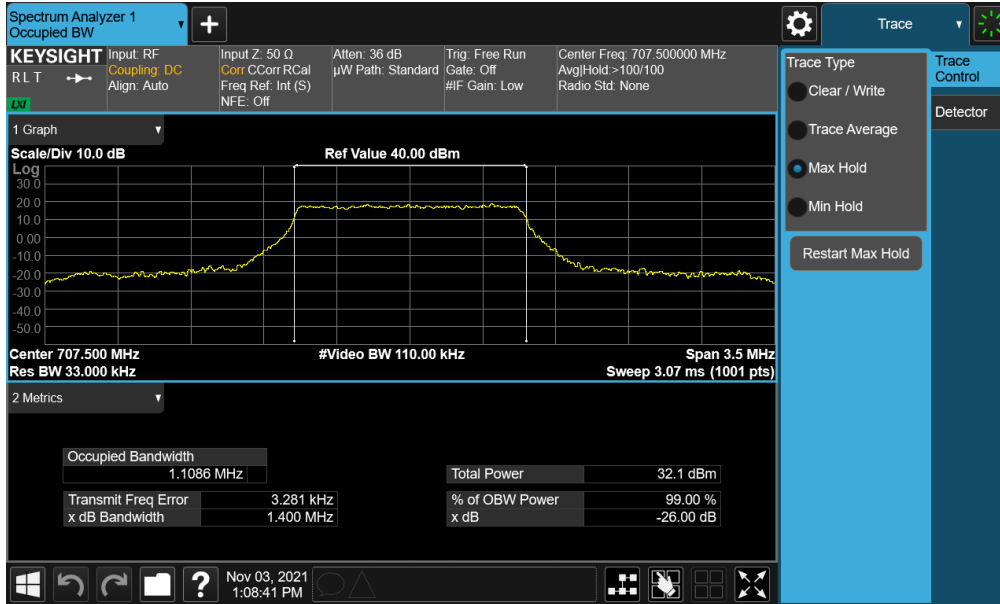 Spectrum Analyzer 1
Occupied BW
+
Trace
KEYSIGHT
R L T
LXI
Input: RF
Coupling: DC
Align: Auto
Input Z: 50 Ω
Corr CCorr RCal
Freq Ref: Int (S)
NFE: Off
Atten: 36 dB
µW Path: Standard
Trig: Free Run
Gate: Off
#IF Gain: Low
Center Freq: 707.500000 MHz
Avg|Hold:>100/100
Radio Std: None
Trace Type
Clear / Write
Trace Average
Max Hold
Min Hold
Restart Max Hold
Trace
Control
Detector
1 Graph
Scale/Div 10.0 dB
Ref Value 40.00 dBm
Log
30.0
20.0
10.0
0.00
-10.0
-20.0
-30.0
-40.0
-50.0
Center 707.500 MHz
#Video BW 110.00 kHz
Span 3.5 MHz
Res BW 33.000 kHz
Sweep 3.07 ms (1001 pts)
2 Metrics
Occupied Bandwidth
1.1086 MHz
Total Power 32.1 dBm
Transmit Freq Error 3.281 kHz
% of OBW Power 99.00 %
x dB Bandwidth 1.400 MHz
x dB -26.00 dB
?
Nov 03, 2021
1:08:41 PM